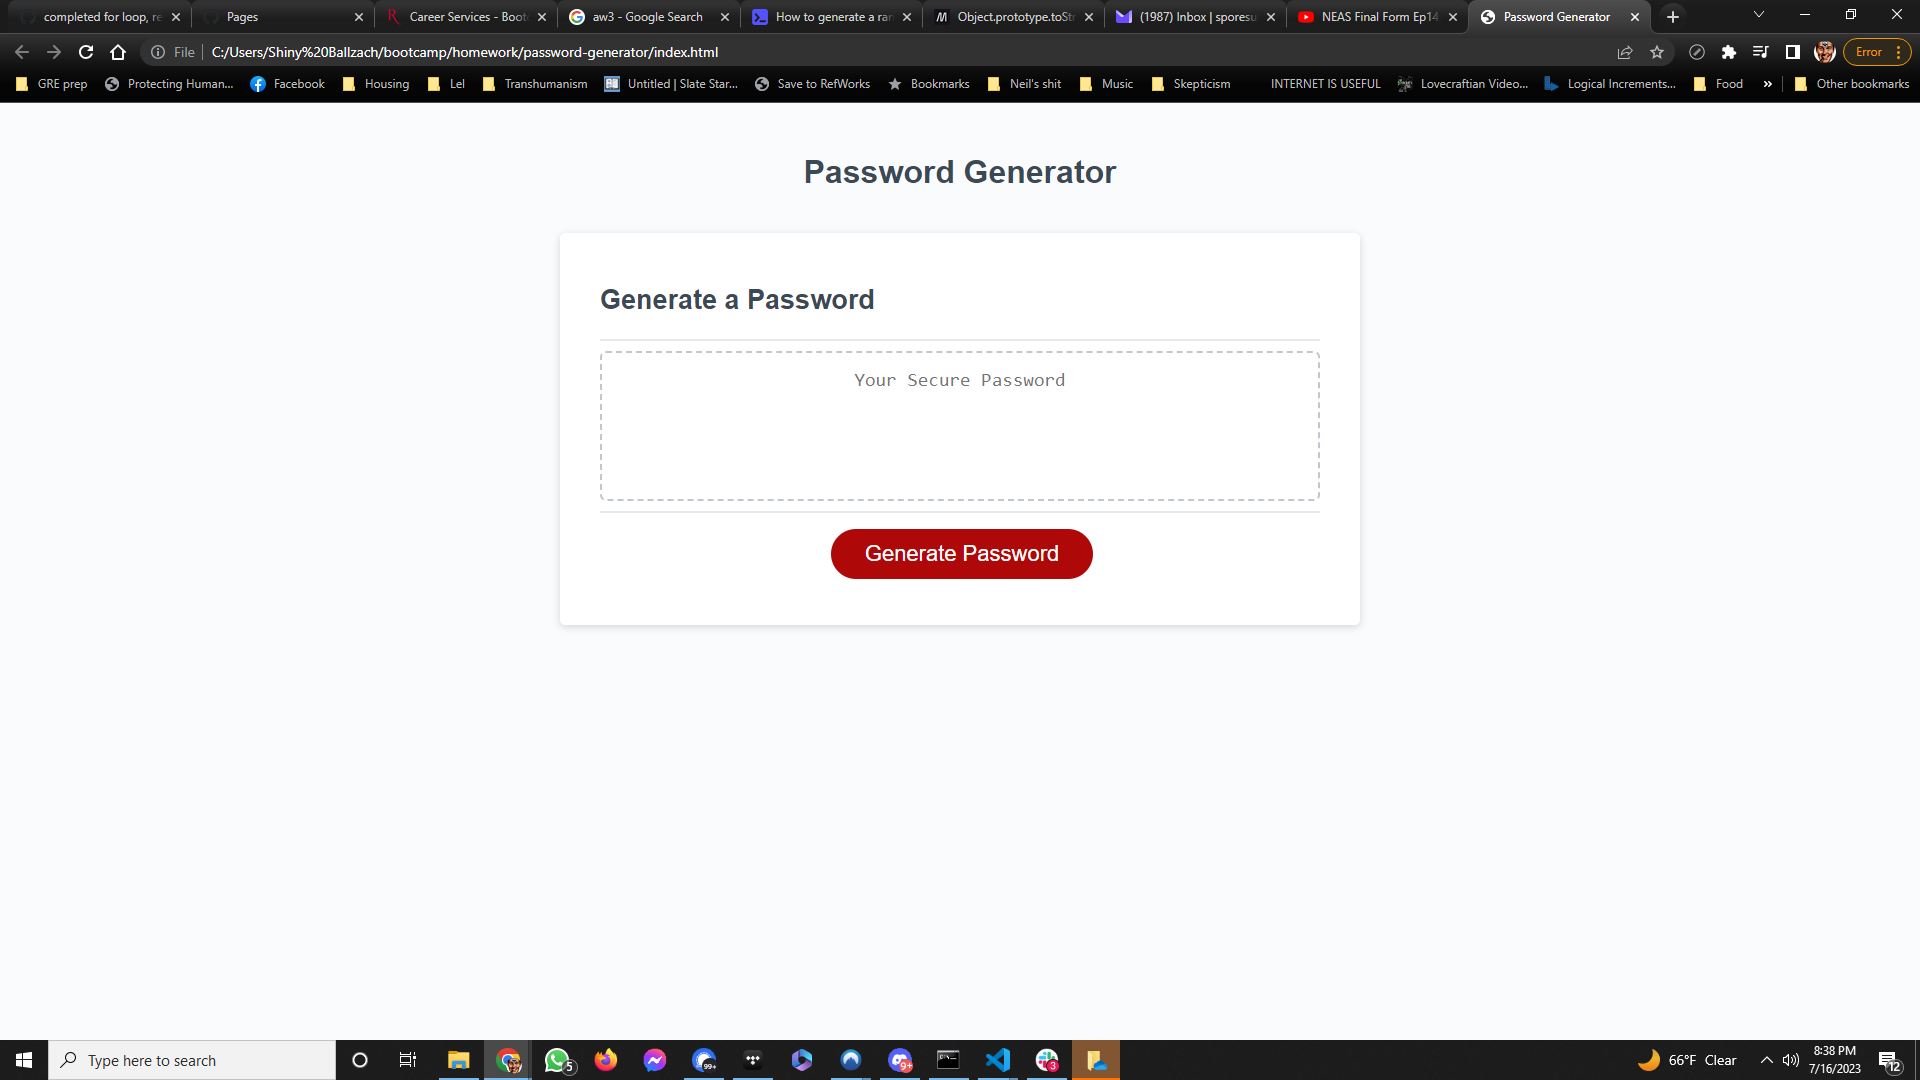 completed for loop, re
Pages
Career Services - Boot
aw3 - Google Search
How to generate a ran
Object.prototype.toStr
(1987) Inbox | sporesu
NEAS Final Form Ep14
Password Generator
File
C:/Users/Shiny%20Ballzach/bootcamp/homework/password-generator/index.html
Error
GRE prep
Protecting Human...
Facebook
Housing
Lel
Transhumanism
Untitled | Slate Star...
Save to RefWorks
Bookmarks
Neil's shit
Music
Skepticism
INTERNET IS USEFUL
Lovecraftian Video...
Logical Increments...
Food
»
Other bookmarks
Password Generator
Generate a Password
Your Secure Password
Generate Password
Type here to search
5
99+
9+
3
66°F Clear
8:38 PM
7/16/2023
12